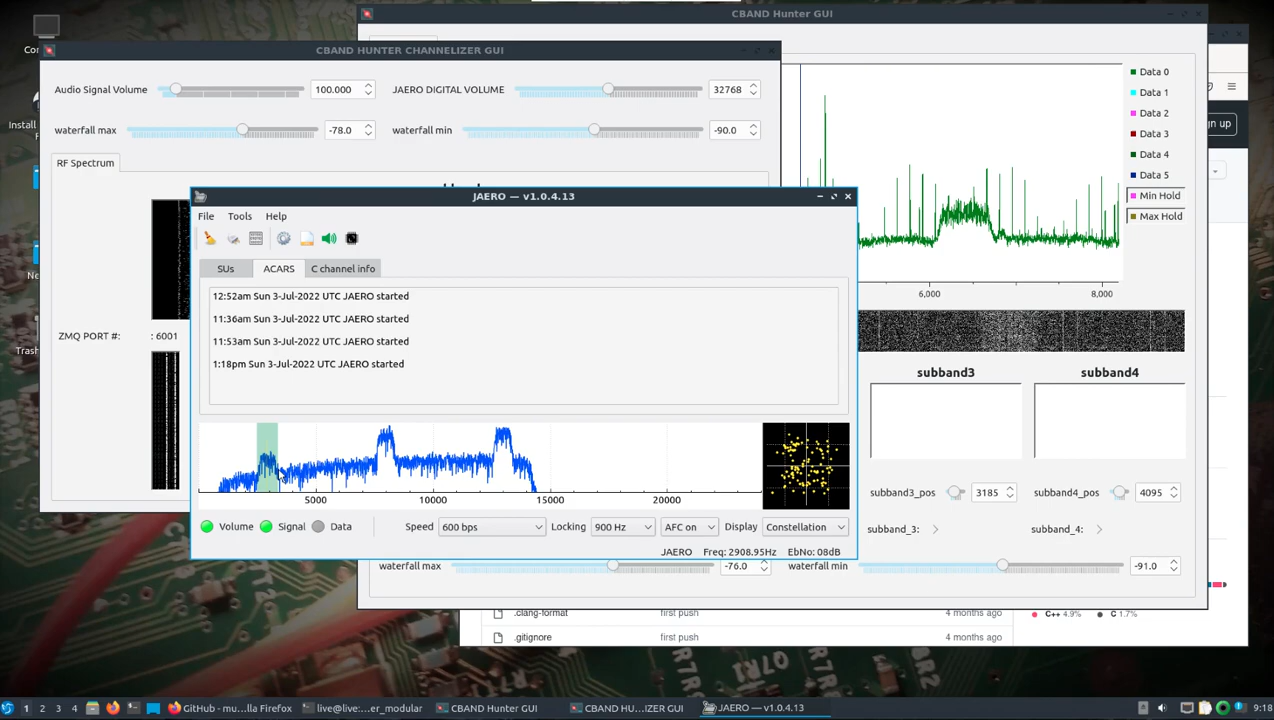 CBAND Hunter GUI
CBAND HUNTER CHANNELIZER GUI
Audio Signal Volume 100.000 JAERO DIGITAL VOLUME 32768
waterfall max -78.0 waterfall min -90.0
RF Spectrum
ZMQ PORT #: : 6001
Install
Trash
Data 0
Data 1
Data 2
Data 3
Data 4
Data 5
Min Hold
Max Hold
6,000 8,000
gn up
JAERO — v1.0.4.13
File Tools Help
SUs ACARS C channel info
12:52am Sun 3-Jul-2022 UTC JAERO started
11:36am Sun 3-Jul-2022 UTC JAERO started
11:53am Sun 3-Jul-2022 UTC JAERO started
1:18pm Sun 3-Jul-2022 UTC JAERO started
5000 10000 15000 20000
Volume Signal Data Speed 600 bps Locking 900 Hz AFC on Display Constellation
JAERO Freq: 2908.95Hz EbNo: 08dB
subband3 subband4
subband3_pos 3185 subband4_pos 4095
subband_3: subband_4:
waterfall max -76.0 waterfall min -91.0
.clang-format first push 4 months ago
C++ 4.9% C 1.7%
.gitignore first push 4 months ago
1 2 3 4 GitHub - mu...lla Firefox live@live:...er_modular CBAND Hunter GUI CBAND HU...IZER GUI JAERO — v1.0.4.13 9:18